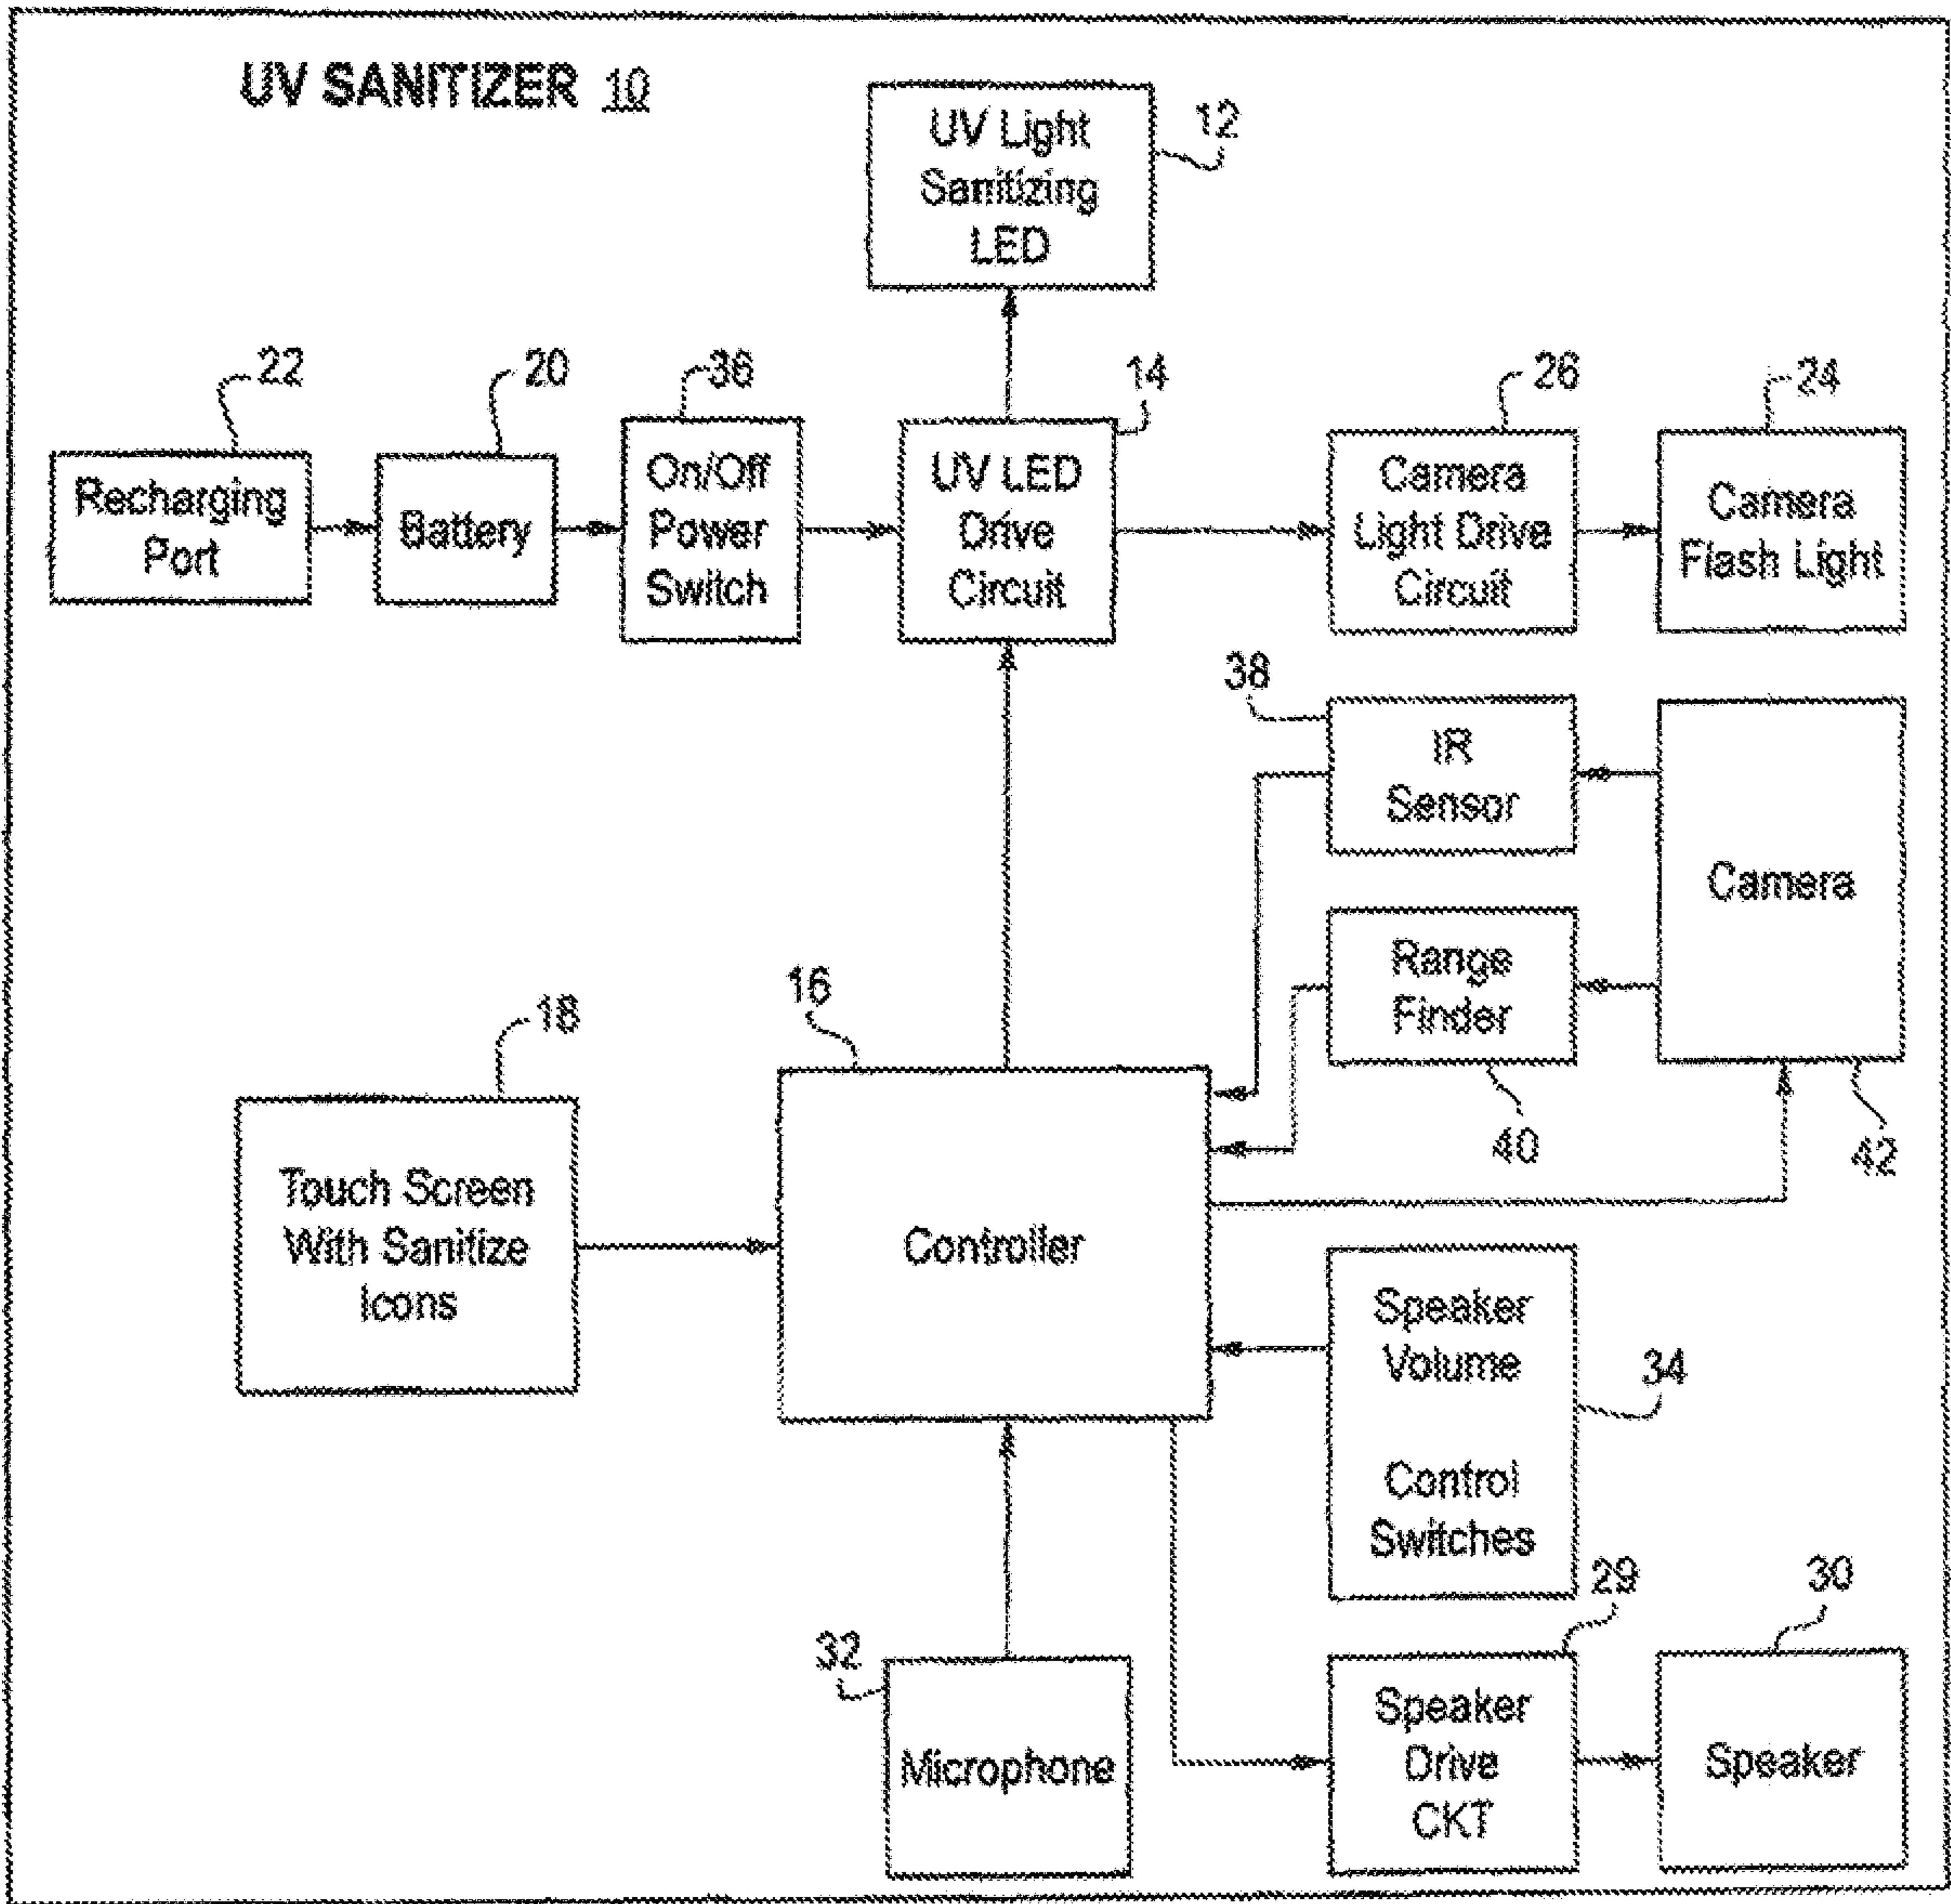 UV SANITIZER 10
UV Light
Sanitizing
LED
12
22
Recharging
Port
20
Battery
36
On/Off
Power
Switch
14
UV LED
Drive
Circuit
26
Camera
Light Drive
Circuit
24
Camera
Flash Light
38
IR
Sensor
Camera
42
Range
Finder
40
16
Controller
18
Touch Screen
With Sanitize
Icons
Speaker
Volume
Control
Switches
34
32
Microphone
29
Speaker
Drive
CKT
30
Speaker